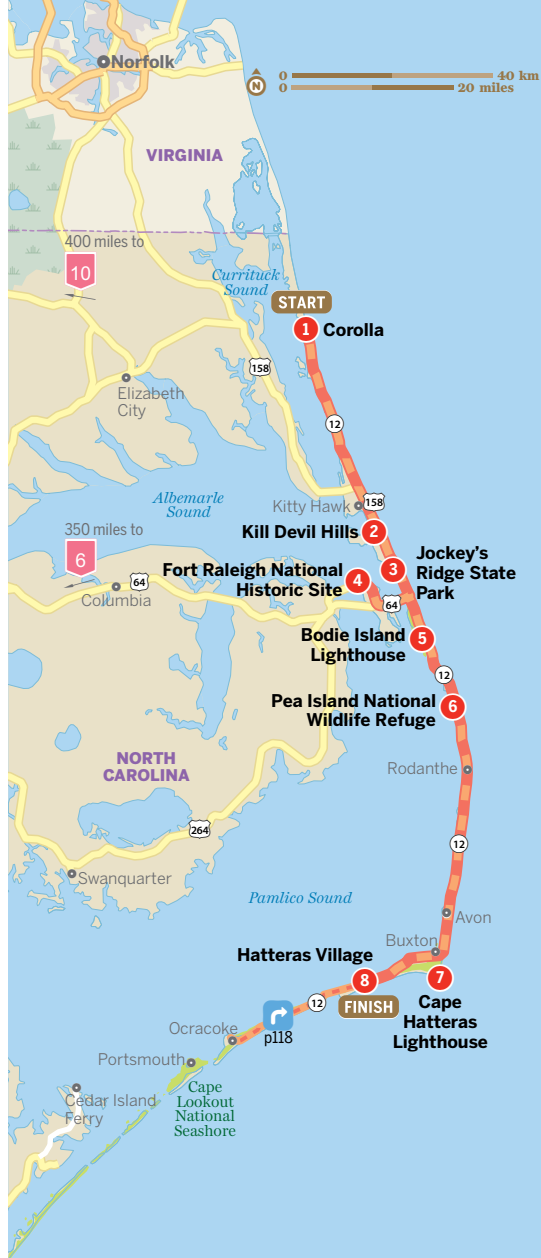 Norfolk
0 40 km
N
0 20 miles
VIRGINIA
400 miles to
10
Currituck
Sound
START
1 Corolla
158
Elizabeth
City
12
Albemarle
Sound
Kitty Hawk
158
Kill Devil Hills 2
350 miles to
6
64
Columbia
Jockey's
Ridge State
Park
3
Fort Raleigh National
Historic Site
4
64
Bodie Island
Lighthouse
5
12
Pea Island National
Wildlife Refuge
6
NORTH
CAROLINA
Rodanthe
264
12
Swanquarter
Pamlico Sound
Avon
Buxton
Hatteras Village
8
7
FINISH
Cape
Hatteras
Lighthouse
12
p118
Ocracoke
Portsmouth
Cape
Lookout
National
Seashore
Cedar Island
Ferry